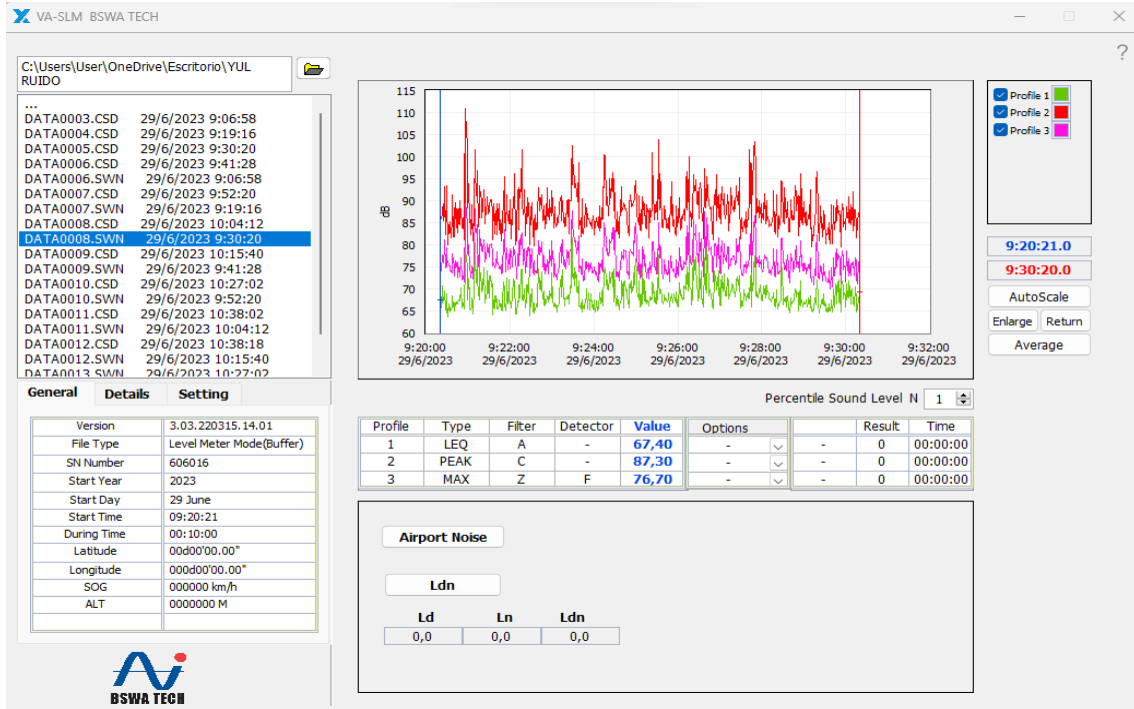 VA-SLM BSWA TECH
?
C:\Users\User\OneDrive\Escritorio\YUL
RUIDO
...
DATA0003.CSD 29/6/2023 9:06:58
DATA0004.CSD 29/6/2023 9:19:16
DATA0005.CSD 29/6/2023 9:30:20
DATA0006.CSD 29/6/2023 9:41:28
DATA0006.SWN 29/6/2023 9:06:58
DATA0007.CSD 29/6/2023 9:52:20
DATA0007.SWN 29/6/2023 9:19:16
DATA0008.CSD 29/6/2023 10:04:12
DATA0008.SWN 29/6/2023 9:30:20
DATA0009.CSD 29/6/2023 10:15:40
DATA0009.SWN 29/6/2023 9:41:28
DATA0010.CSD 29/6/2023 10:27:02
DATA0010.SWN 29/6/2023 9:52:20
DATA0011.CSD 29/6/2023 10:38:02
DATA0011.SWN 29/6/2023 10:04:12
DATA0012.CSD 29/6/2023 10:38:18
DATA0012.SWN 29/6/2023 10:15:40
DATA0013.SWN 29/6/2023 10:27:02
General Details Setting
Version 3.03.220315.14.01
File Type Level Meter Mode(Buffer)
SN Number 606016
Start Year 2023
Start Day 29 June
Start Time 09:20:21
During Time 00:10:00
Latitude 00d00'00.00"
Longitude 000d00'00.00"
SOG 000000 km/h
ALT 0000000 M
BSWA TECH
115
110
105
100
95
90
85
80
75
70
65
60
dB
9:20:00 9:22:00 9:24:00 9:26:00 9:28:00 9:30:00 9:32:00
29/6/2023 29/6/2023 29/6/2023 29/6/2023 29/6/2023 29/6/2023 29/6/2023
Profile 1
Profile 2
Profile 3
9:20:21.0
9:30:20.0
AutoScale
Enlarge Return
Average
Percentile Sound Level N 1
Profile Type Filter Detector Value Options Result Time
1 LEQ A - 67,40 - - 0 00:00:00
2 PEAK C - 87,30 - - 0 00:00:00
3 MAX Z F 76,70 - - 0 00:00:00
Airport Noise
Ldn
Ld Ln Ldn
0,0 0,0 0,0